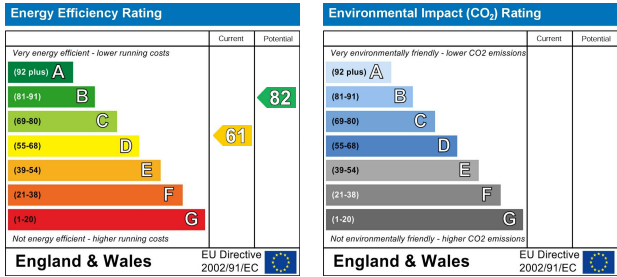 Energy Efficiency Rating
Current Potential
Very energy efficient - lower running costs
(92 plus) A
(81-91) B
(69-80) C
(55-68) D
(39-54) E
(21-38) F
(1-20) G
82
61
Not energy efficient - higher running costs
England & Wales
EU Directive
2002/91/EC
Environmental Impact (CO₂) Rating
Current Potential
Very environmentally friendly - lower CO2 emissions
(92 plus) A
(81-91) B
(69-80) C
(55-68) D
(39-54) E
(21-38) F
(1-20) G
Not environmentally friendly - higher CO2 emissions
England & Wales
EU Directive
2002/91/EC